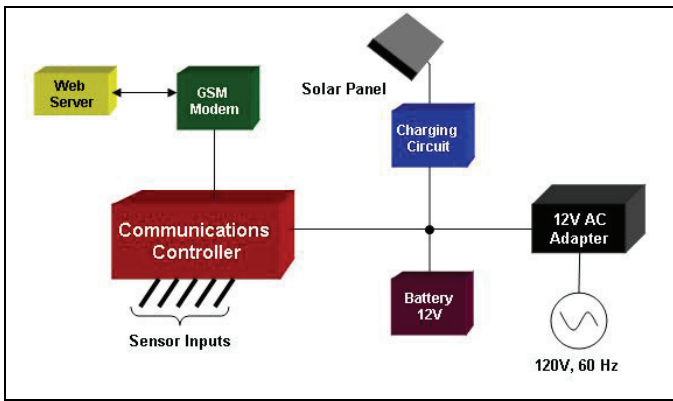 Web
Server
GSM
Modem
Solar Panel
Charging
Circuit
Communications
Controller
12V AC
Adapter
Battery
12V
Sensor Inputs
120V, 60 Hz